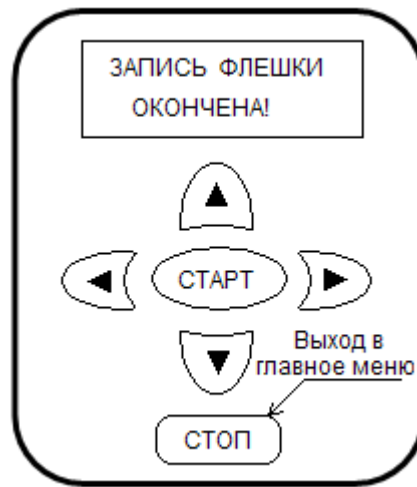 ЗАПИСЬ ФЛЕШКИ
ОКОНЧЕНА!
СТАРТ
Выход в
главное меню
СТОП